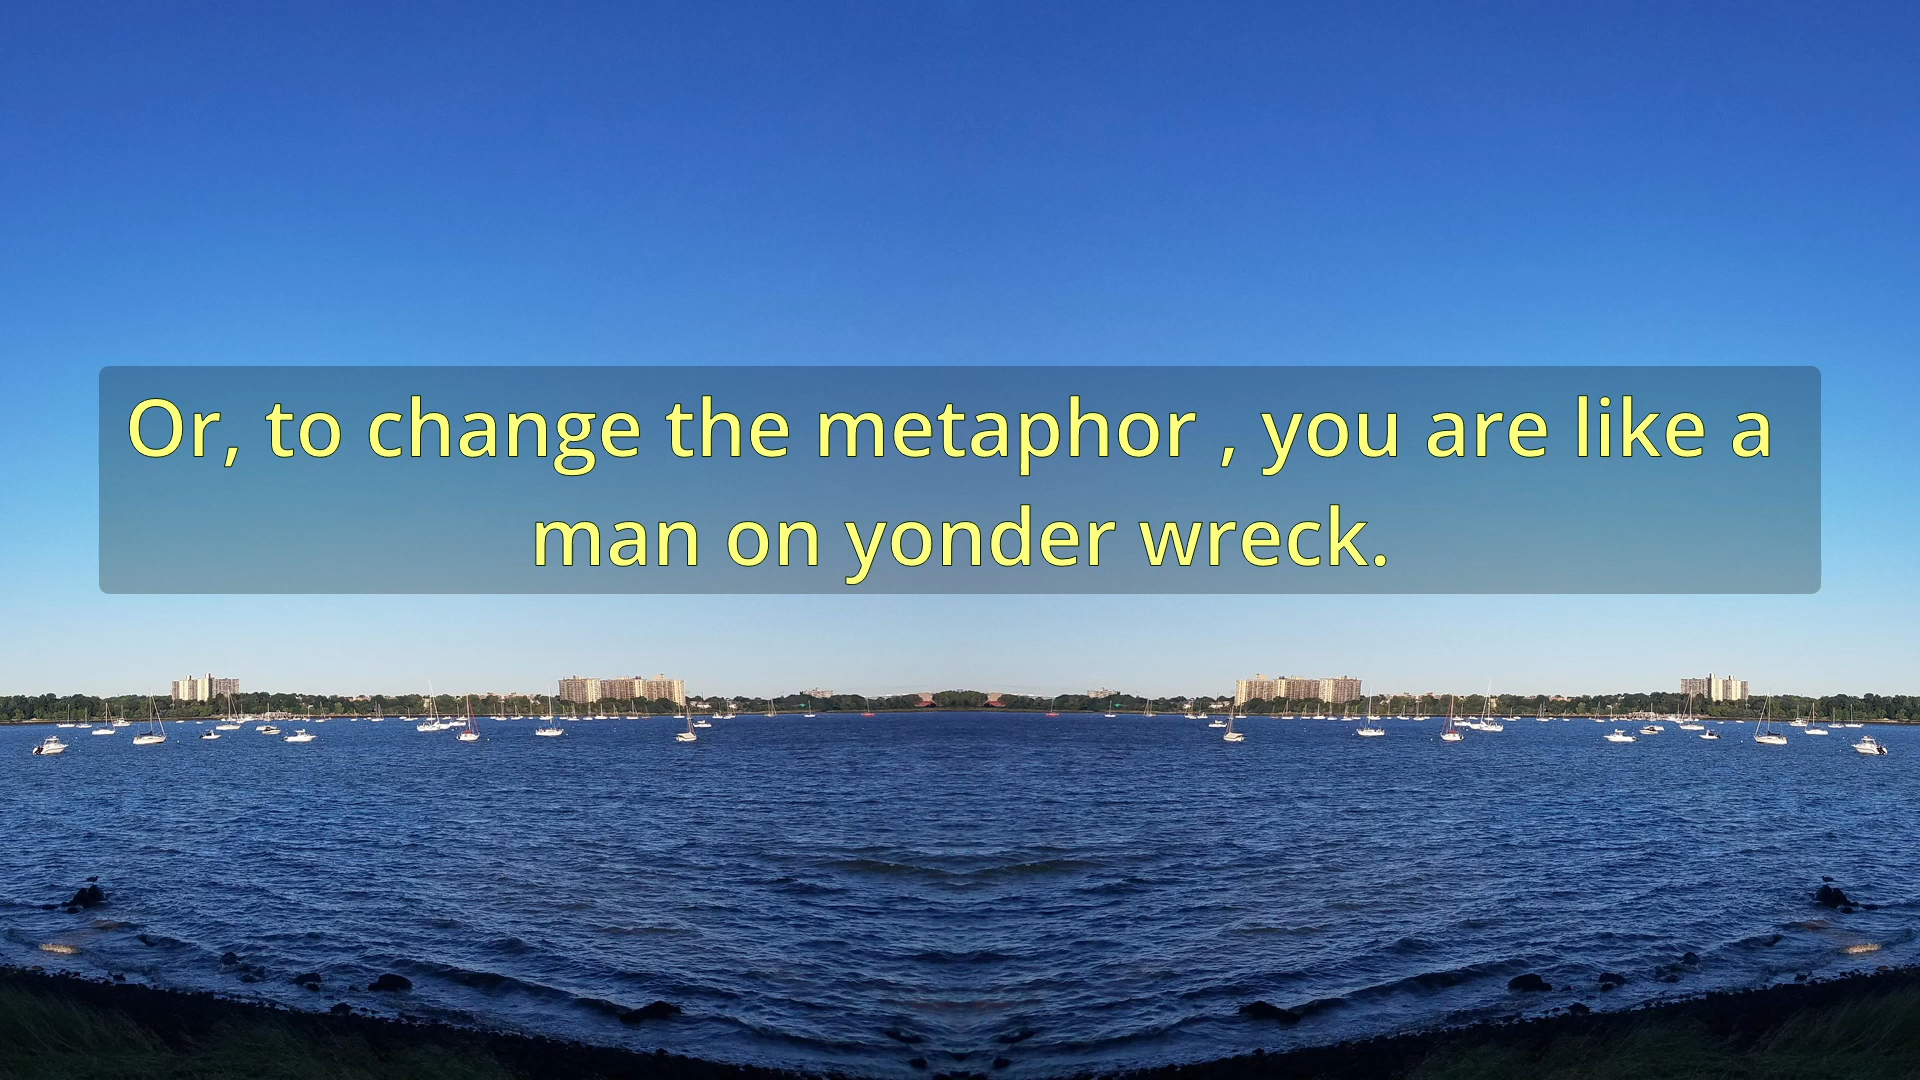 Or, to change the metaphor , you are like a
man on yonder wreck.